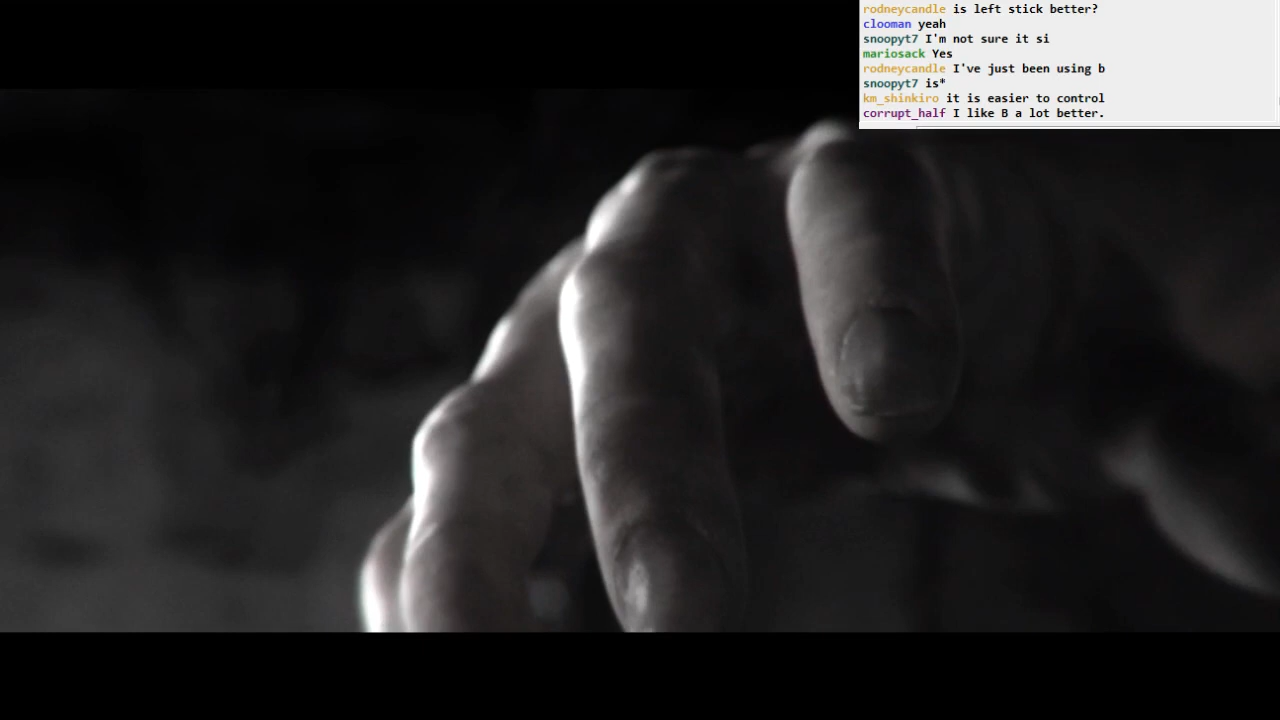 rodneycandle is left stick better?
clooman yeah
snoopyt7 I'm not sure it si
mariosack Yes
rodneycandle I've just been using b
snoopyt7 is*
km_shinkiro it is easier to control
corrupt_half I like B a lot better.